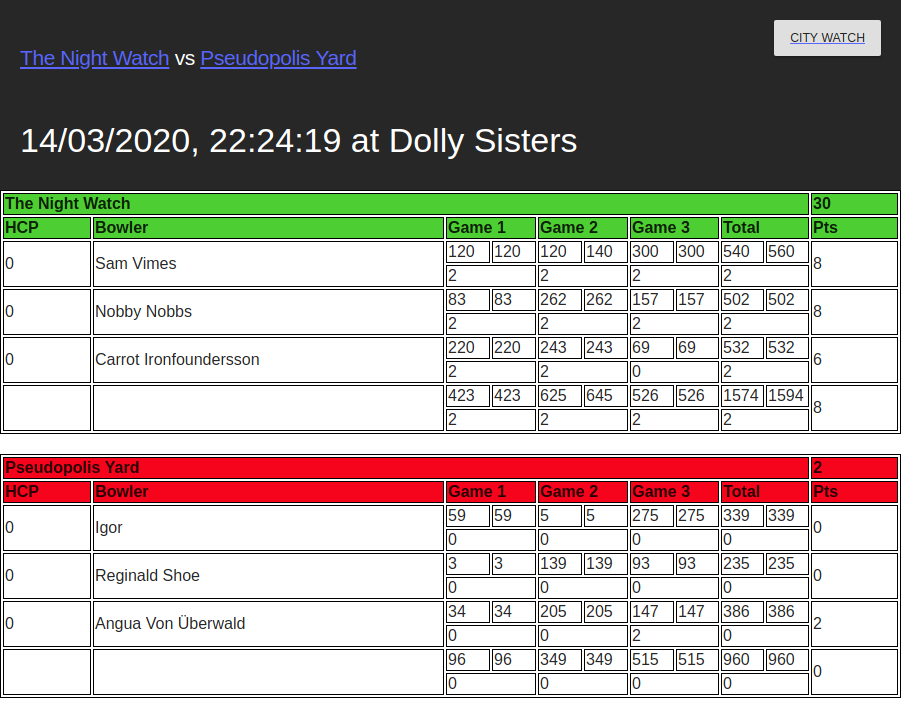 CITY WATCH
The Night Watch vs Pseudopolis Yard
14/03/2020, 22:24:19 at Dolly Sisters
The Night Watch 30
HCP Bowler Game 1 Game 2 Game 3 Total Pts
0 Sam Vimes 120 120 120 140 300 300 540 560 8
2 2 2 2
0 Nobby Nobbs 83 83 262 262 157 157 502 502 8
2 2 2 2
0 Carrot Ironfoundersson 220 220 243 243 69 69 532 532 6
2 2 0 2
423 423 625 645 526 526 1574 1594 8
2 2 2 2
Pseudopolis Yard 2
HCP Bowler Game 1 Game 2 Game 3 Total Pts
0 Igor 59 59 5 5 275 275 339 339 0
0 0 0 0
0 Reginald Shoe 3 3 139 139 93 93 235 235 0
0 0 0 0
0 Angua Von Überwald 34 34 205 205 147 147 386 386 2
0 0 2 0
96 96 349 349 515 515 960 960 0
0 0 0 0